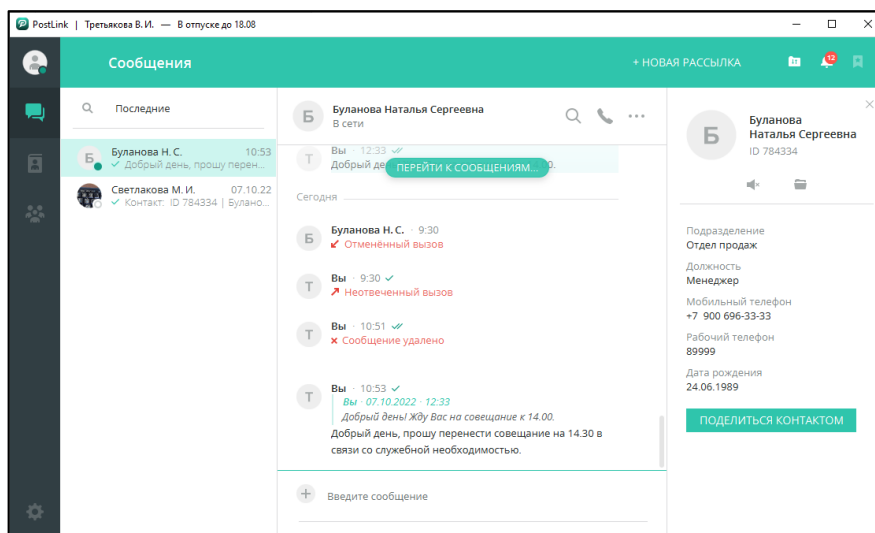 PostLink | Третьякова В. И. — В отпуске до 18.08
Сообщения
+ НОВАЯ РАССЫЛКА
12
Последние
Б
Буланова Н. С. 10:53
Добрый день, прошу перен...
Светлакова М. И. 07.10.22
Контакт: ID 784334 | Булано...
Б
Буланова Наталья Сергеевна
В сети
Т
Вы · 12:33
Добрый де
ПЕРЕЙТИ К СООБЩЕНИЯМ...
0.
Сегодня
Б
Буланова Н. С. · 9:30
Отменённый вызов
Т
Вы · 9:30
Неотвеченный вызов
Т
Вы · 10:51
Сообщение удалено
Т
Вы · 10:53
Вы · 07.10.2022 · 12:33
Добрый день! Жду Вас на совещание к 14.00.
Добрый день, прошу перенести совещание на 14.30 в
связи со служебной необходимостью.
Введите сообщение
Б
Буланова
Наталья Сергеевна
ID 784334
Подразделение
Отдел продаж
Должность
Менеджер
Мобильный телефон
+7 900 696-33-33
Рабочий телефон
89999
Дата рождения
24.06.1989
ПОДЕЛИТЬСЯ КОНТАКТОМ